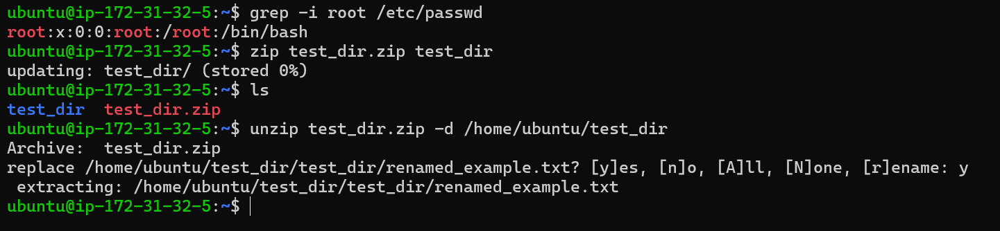 ubuntu@ip-172-31-32-5:~$ grep -i root /etc/passwd
root:x:0:0:root:/root:/bin/bash
ubuntu@ip-172-31-32-5:~$ zip test_dir.zip test_dir
updating: test_dir/ (stored 0%)
ubuntu@ip-172-31-32-5:~$ ls
test_dir  test_dir.zip
ubuntu@ip-172-31-32-5:~$ unzip test_dir.zip -d /home/ubuntu/test_dir
Archive:  test_dir.zip
replace /home/ubuntu/test_dir/test_dir/renamed_example.txt? [y]es, [n]o, [A]ll, [N]one, [r]ename: y
 extracting: /home/ubuntu/test_dir/test_dir/renamed_example.txt
ubuntu@ip-172-31-32-5:~$